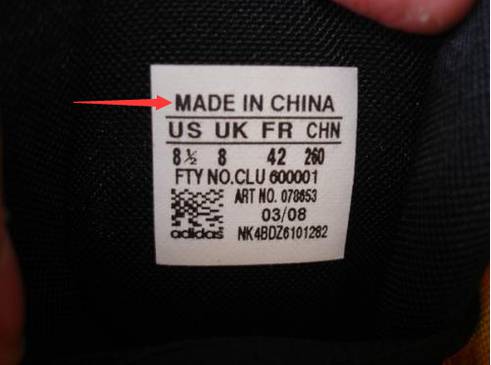 MADE IN CHINA
US UK FR CHN
8½ 8 42 260
FTY NO.CLU 600001
ART NO. 078653
03/08
adidas NK4BDZ6101282